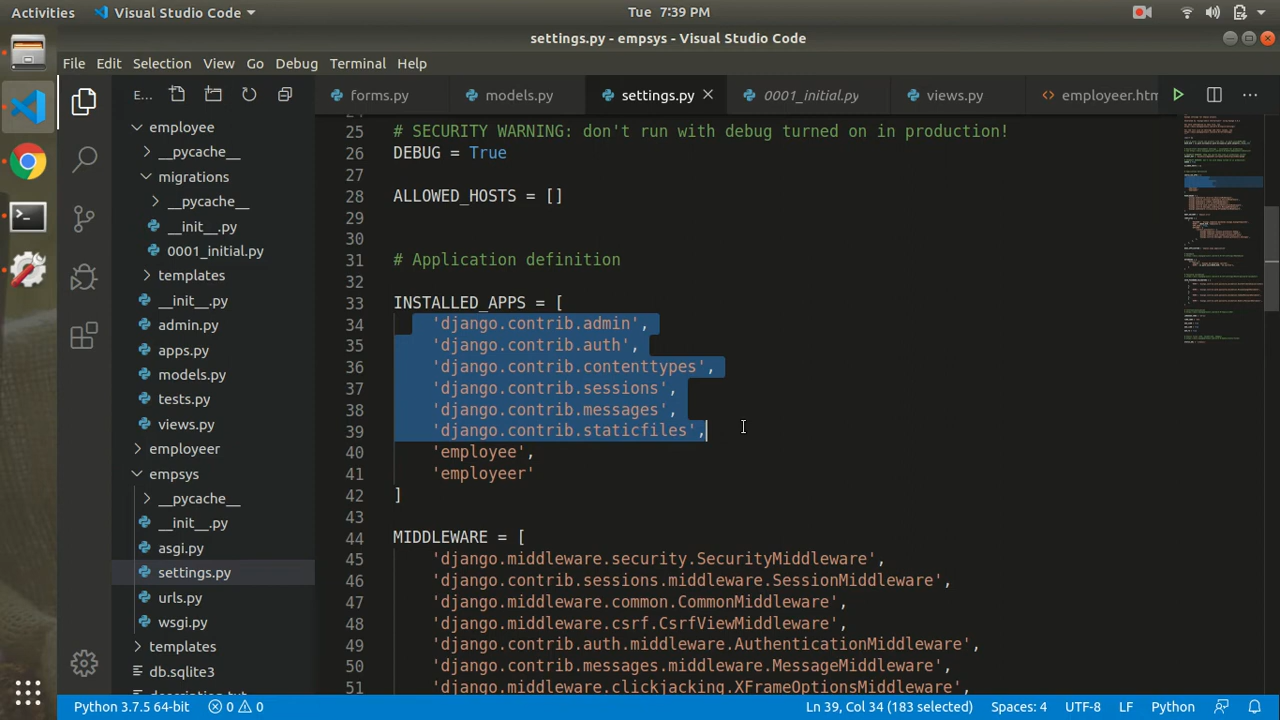 Activities Visual Studio Code Tue 7:39 PM
settings.py - empsys - Visual Studio Code
File Edit Selection View Go Debug Terminal Help
E... forms.py models.py settings.py 0001_initial.py views.py employeer.htm
employee
__pycache__
migrations
__pycache__
__init__.py
0001_initial.py
templates
__init__.py
admin.py
apps.py
models.py
tests.py
views.py
employeer
empsys
__pycache__
__init__.py
asgi.py
settings.py
urls.py
wsgi.py
templates
db.sqlite3
25 # SECURITY WARNING: don't run with debug turned on in production!
26 DEBUG = True
27
28 ALLOWED_HOSTS = []
29
30
31 # Application definition
32
33 INSTALLED_APPS = [
34 'django.contrib.admin',
35 'django.contrib.auth',
36 'django.contrib.contenttypes',
37 'django.contrib.sessions',
38 'django.contrib.messages',
39 'django.contrib.staticfiles',
40 'employee',
41 'employeer'
42 ]
43
44 MIDDLEWARE = [
45 'django.middleware.security.SecurityMiddleware',
46 'django.contrib.sessions.middleware.SessionMiddleware',
47 'django.middleware.common.CommonMiddleware',
48 'django.middleware.csrf.CsrfViewMiddleware',
49 'django.contrib.auth.middleware.AuthenticationMiddleware',
50 'django.contrib.messages.middleware.MessageMiddleware',
51 'django.middleware.clickjacking.XFrameOptionsMiddleware',
Python 3.7.5 64-bit 0 0 Ln 39, Col 34 (183 selected) Spaces: 4 UTF-8 LF Python